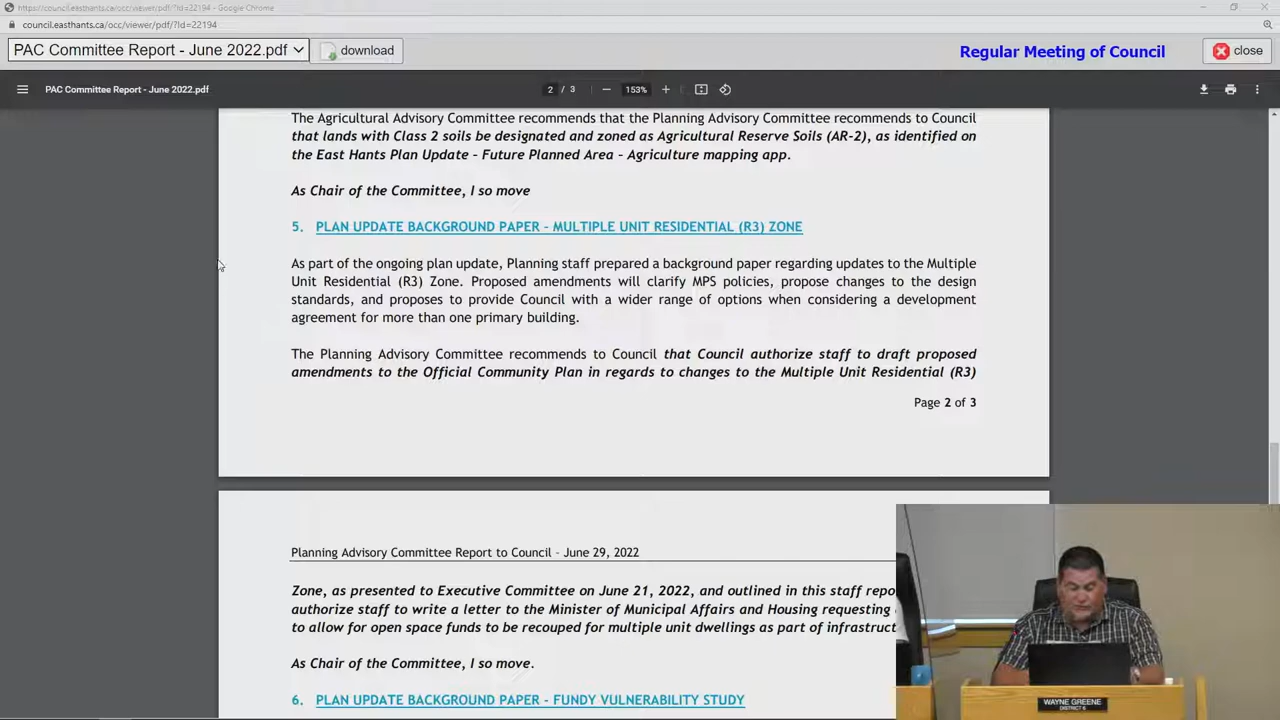 https://council.easthants.ca/occ/viewer/pdf/?Id=22194 - Google Chrome
council.easthants.ca/occ/viewer/pdf/?Id=22194
PAC Committee Report - June 2022.pdf download Regular Meeting of Council close
PAC Committee Report - June 2022.pdf 2 / 3 153%
The Agricultural Advisory Committee recommends that the Planning Advisory Committee recommends to Council
that lands with Class 2 soils be designated and zoned as Agricultural Reserve Soils (AR-2), as identified on
the East Hants Plan Update - Future Planned Area - Agriculture mapping app.
As Chair of the Committee, I so move
5. PLAN UPDATE BACKGROUND PAPER - MULTIPLE UNIT RESIDENTIAL (R3) ZONE
As part of the ongoing plan update, Planning staff prepared a background paper regarding updates to the Multiple
Unit Residential (R3) Zone. Proposed amendments will clarify MPS policies, propose changes to the design
standards, and proposes to provide Council with a wider range of options when considering a development
agreement for more than one primary building.
The Planning Advisory Committee recommends to Council that Council authorize staff to draft proposed
amendments to the Official Community Plan in regards to changes to the Multiple Unit Residential (R3)
Page 2 of 3
Planning Advisory Committee Report to Council - June 29, 2022
Zone, as presented to Executive Committee on June 21, 2022, and outlined in this staff repo
authorize staff to write a letter to the Minister of Municipal Affairs and Housing requesting
to allow for open space funds to be recouped for multiple unit dwellings as part of infrastruct
As Chair of the Committee, I so move.
6. PLAN UPDATE BACKGROUND PAPER - FUNDY VULNERABILITY STUDY
WAYNE GREENE
DISTRICT 6